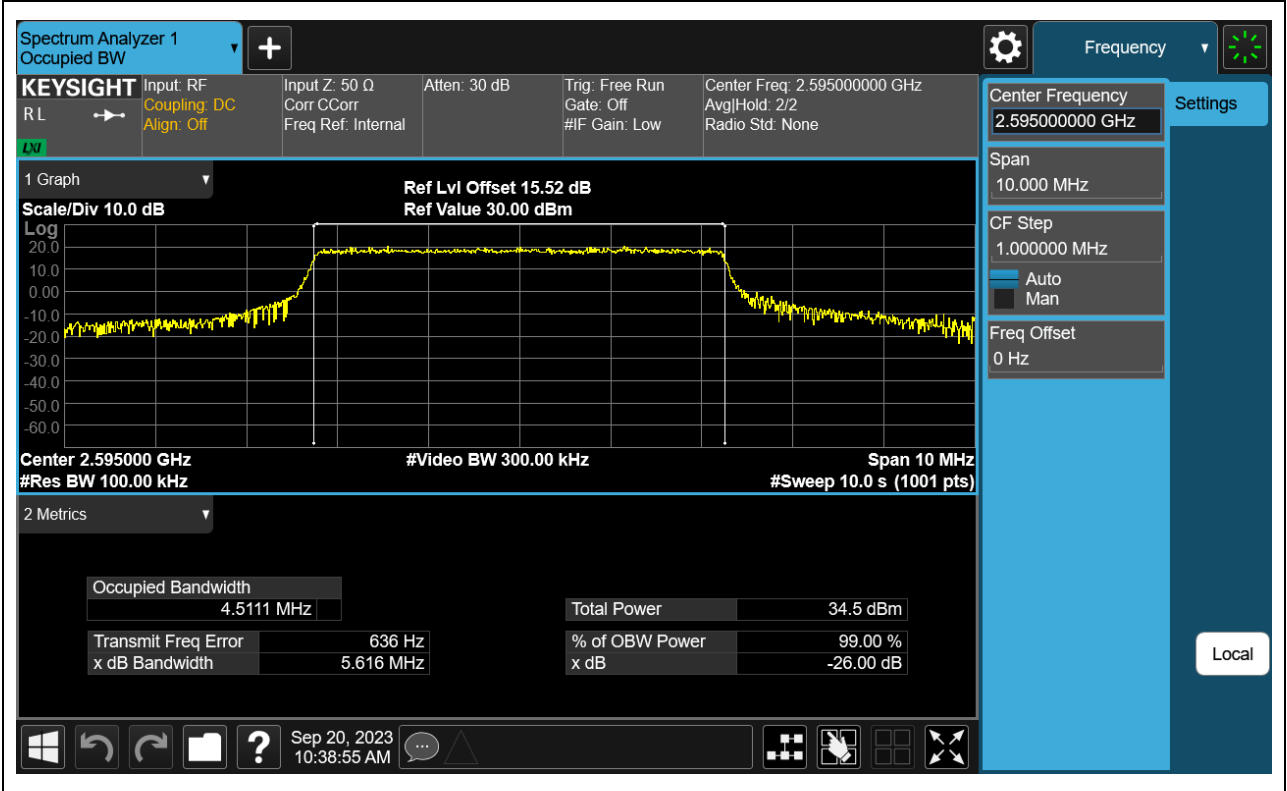 Spectrum Analyzer 1
Occupied BW
Frequency
KEYSIGHT
R L
LXI
Input: RF
Coupling: DC
Align: Off
Input Z: 50 Ω
Corr CCorr
Freq Ref: Internal
Atten: 30 dB
Trig: Free Run
Gate: Off
#IF Gain: Low
Center Freq: 2.595000000 GHz
Avg|Hold: 2/2
Radio Std: None
Center Frequency
2.595000000 GHz
Settings
Span
10.000 MHz
CF Step
1.000000 MHz
Auto
Man
Freq Offset
0 Hz
Local
1 Graph
Scale/Div 10.0 dB
Ref Lvl Offset 15.52 dB
Ref Value 30.00 dBm
Log
20.0
10.0
0.00
-10.0
-20.0
-30.0
-40.0
-50.0
-60.0
Center 2.595000 GHz
#Video BW 300.00 kHz
Span 10 MHz
#Res BW 100.00 kHz
#Sweep 10.0 s (1001 pts)
2 Metrics
Occupied Bandwidth
4.5111 MHz
Total Power 34.5 dBm
Transmit Freq Error 636 Hz
% of OBW Power 99.00 %
x dB Bandwidth 5.616 MHz
x dB -26.00 dB
?
Sep 20, 2023
10:38:55 AM